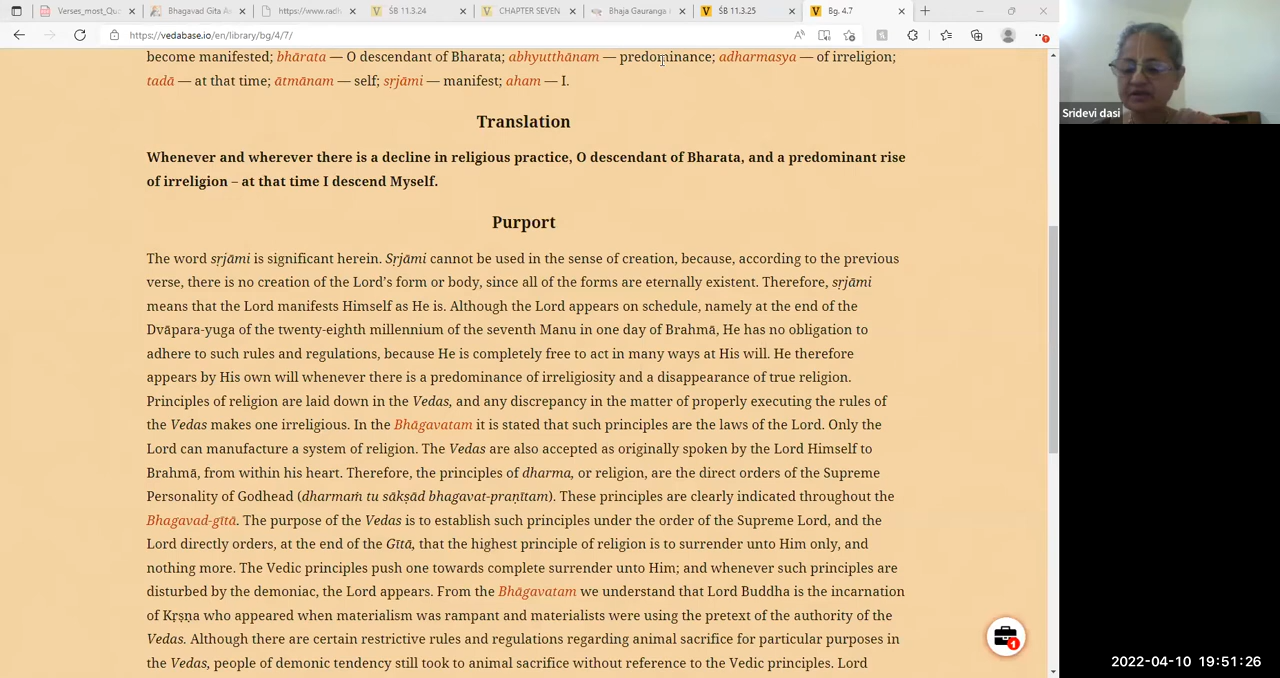 Verses_most_Quo
Bhagavad Gita As
https://www.radh
ŚB 11.3.24
CHAPTER SEVEN
Bhaja Gauranga
ŚB 11.3.25
Bg. 4.7
https://vedabase.io/en/library/bg/4/7/
become manifested; bhārata — O descendant of Bharata; abhyutthānam — predominance; adharmasya — of irreligion;
tadā — at that time; ātmānam — self; sṛjāmi — manifest; aham — I.
Translation
Whenever and wherever there is a decline in religious practice, O descendant of Bharata, and a predominant rise
of irreligion – at that time I descend Myself.
Purport
The word sṛjāmi is significant herein. Sṛjāmi cannot be used in the sense of creation, because, according to the previous
verse, there is no creation of the Lord’s form or body, since all of the forms are eternally existent. Therefore, sṛjāmi
means that the Lord manifests Himself as He is. Although the Lord appears on schedule, namely at the end of the
Dvāpara-yuga of the twenty-eighth millennium of the seventh Manu in one day of Brahmā, He has no obligation to
adhere to such rules and regulations, because He is completely free to act in many ways at His will. He therefore
appears by His own will whenever there is a predominance of irreligiosity and a disappearance of true religion.
Principles of religion are laid down in the Vedas, and any discrepancy in the matter of properly executing the rules of
the Vedas makes one irreligious. In the Bhāgavatam it is stated that such principles are the laws of the Lord. Only the
Lord can manufacture a system of religion. The Vedas are also accepted as originally spoken by the Lord Himself to
Brahmā, from within his heart. Therefore, the principles of dharma, or religion, are the direct orders of the Supreme
Personality of Godhead (dharmaṁ tu sākṣād bhagavat-praṇītam). These principles are clearly indicated throughout the
Bhagavad-gītā. The purpose of the Vedas is to establish such principles under the order of the Supreme Lord, and the
Lord directly orders, at the end of the Gītā, that the highest principle of religion is to surrender unto Him only, and
nothing more. The Vedic principles push one towards complete surrender unto Him; and whenever such principles are
disturbed by the demoniac, the Lord appears. From the Bhāgavatam we understand that Lord Buddha is the incarnation
of Kṛṣṇa who appeared when materialism was rampant and materialists were using the pretext of the authority of the
Vedas. Although there are certain restrictive rules and regulations regarding animal sacrifice for particular purposes in
the Vedas, people of demonic tendency still took to animal sacrifice without reference to the Vedic principles. Lord
1
Sridevi dasi
2022-04-10 19:51:26